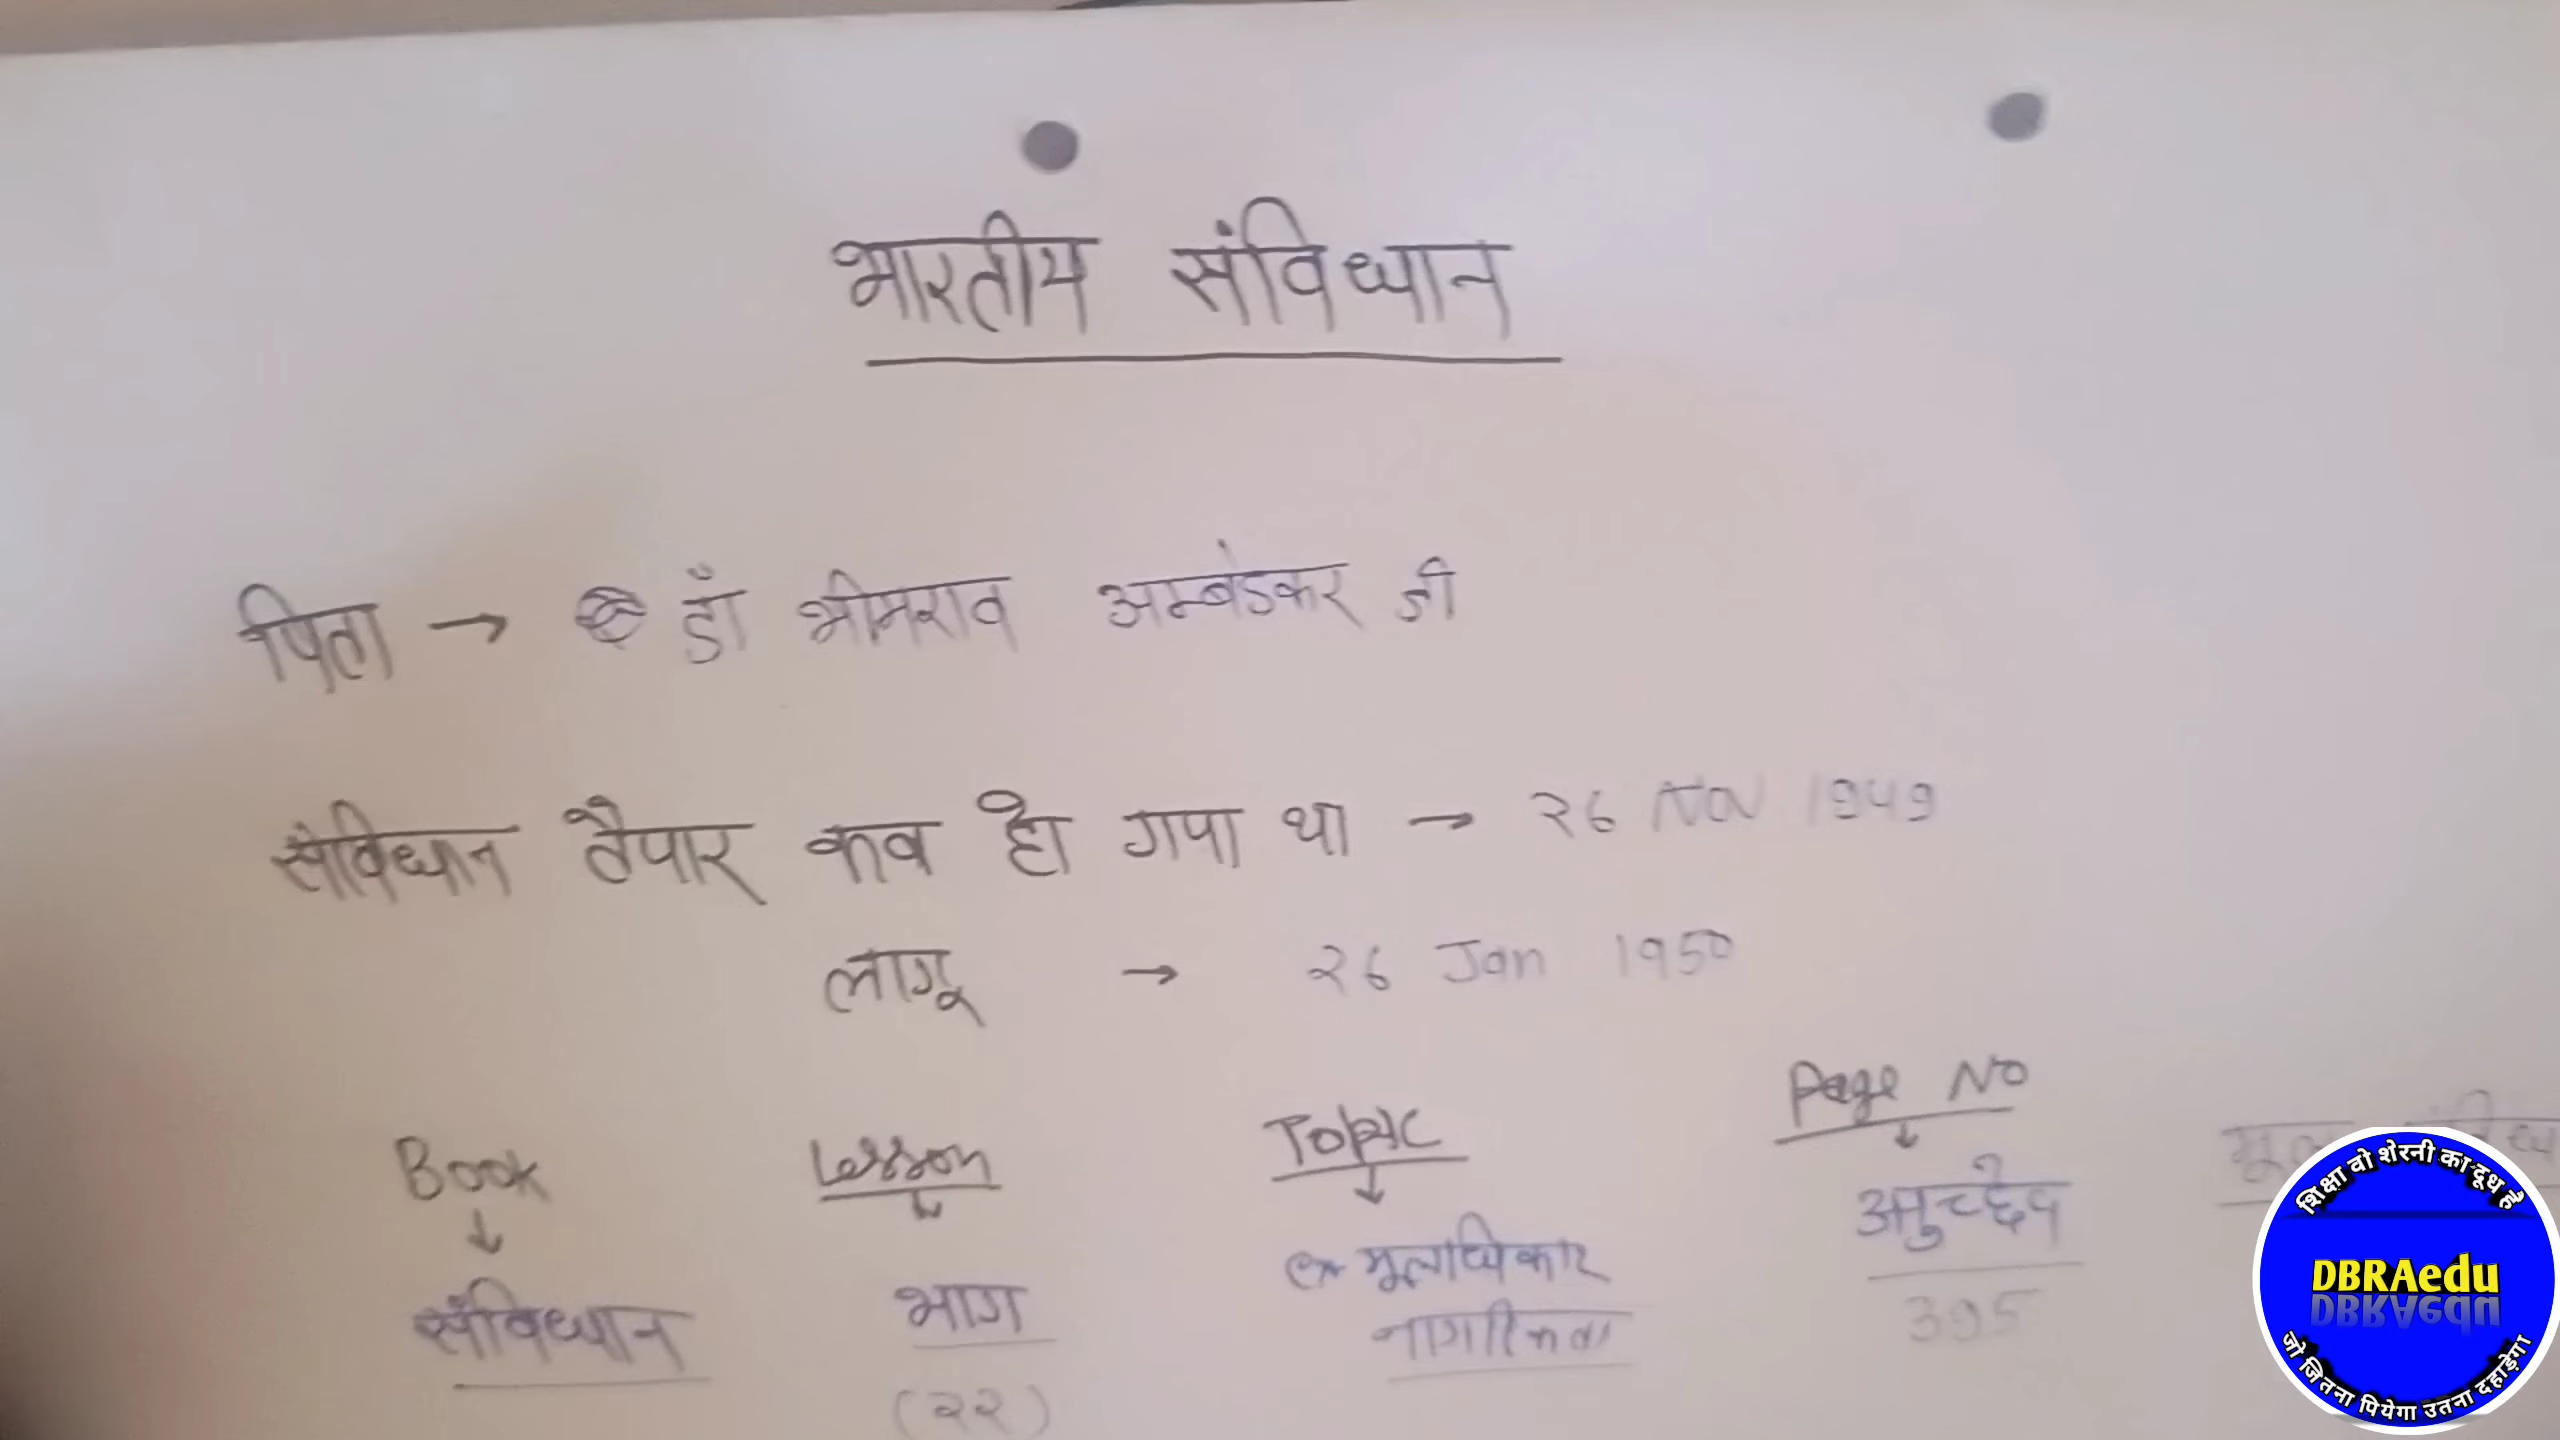 भारतीय संविधान
पिता → डॉ भीमराव अम्बेडकर जी
संविधान तैयार कब हो गया था → 26 Nov 1949
लागू → 26 Jan 1950
Book Lesson Topic Page No
संविधान भाग ex मूलाधिकार अनुच्छेद
(22) नागरिकता 395
शिक्षा वो शेरनी का दूध है
DBRAedu
जो जितना पियेगा उतना दहाड़ेगा